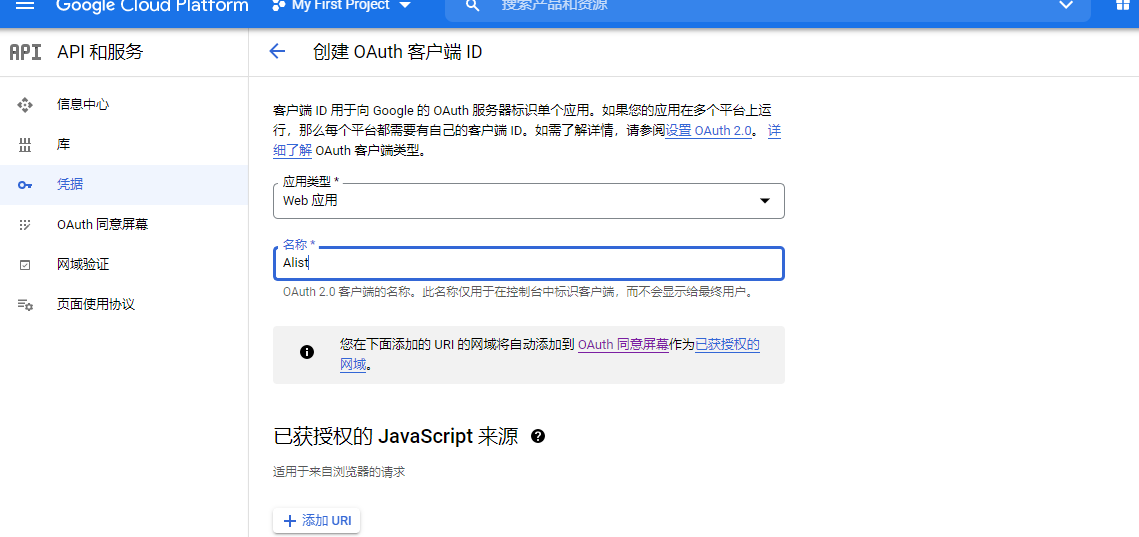 Google Cloud Platform
My First Project
搜索产品和资源
API
API 和服务
创建 OAuth 客户端 ID
信息中心
库
凭据
OAuth 同意屏幕
网域验证
页面使用协议
客户端 ID 用于向 Google 的 OAuth 服务器标识单个应用。如果您的应用在多个平台上运
行，那么每个平台都需要有自己的客户端 ID。如需了解详情，请参阅设置 OAuth 2.0。 详
细了解 OAuth 客户端类型。
应用类型 *
Web 应用
名称 *
Alist
OAuth 2.0 客户端的名称。此名称仅用于在控制台中标识客户端，而不会显示给最终用户。
您在下面添加的 URI 的网域将自动添加到 OAuth 同意屏幕作为已获授权的
网域。
已获授权的 JavaScript 来源
适用于来自浏览器的请求
添加 URI